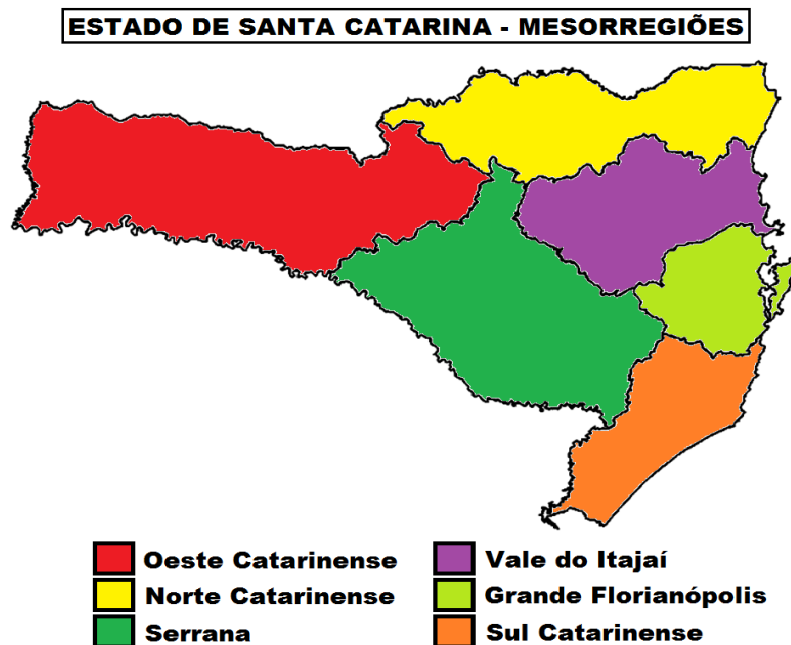 ESTADO DE SANTA CATARINA - MESORREGIÕES
Oeste Catarinense
Norte Catarinense
Serrana
Vale do Itajaí
Grande Florianópolis
Sul Catarinense